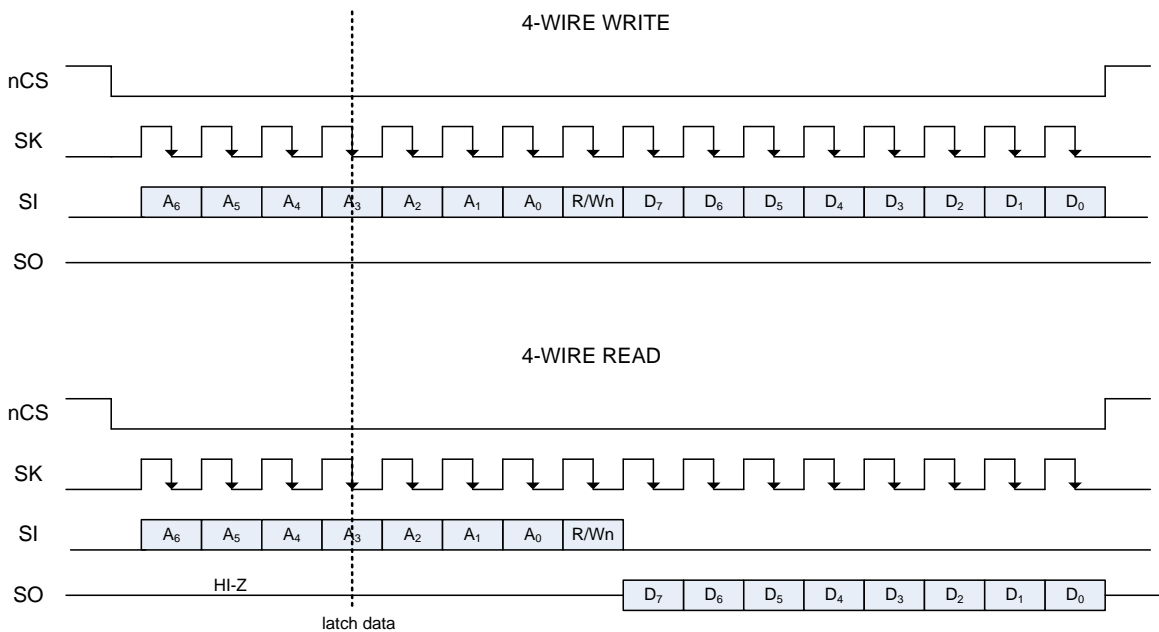 4-WIRE WRITE
nCS
SK
SI A₆ A₅ A₄ A₃ A₂ A₁ A₀ R/Wn D₇ D₆ D₅ D₄ D₃ D₂ D₁ D₀
SO
4-WIRE READ
nCS
SK
SI A₆ A₅ A₄ A₃ A₂ A₁ A₀ R/Wn
SO HI-Z D₇ D₆ D₅ D₄ D₃ D₂ D₁ D₀
latch data